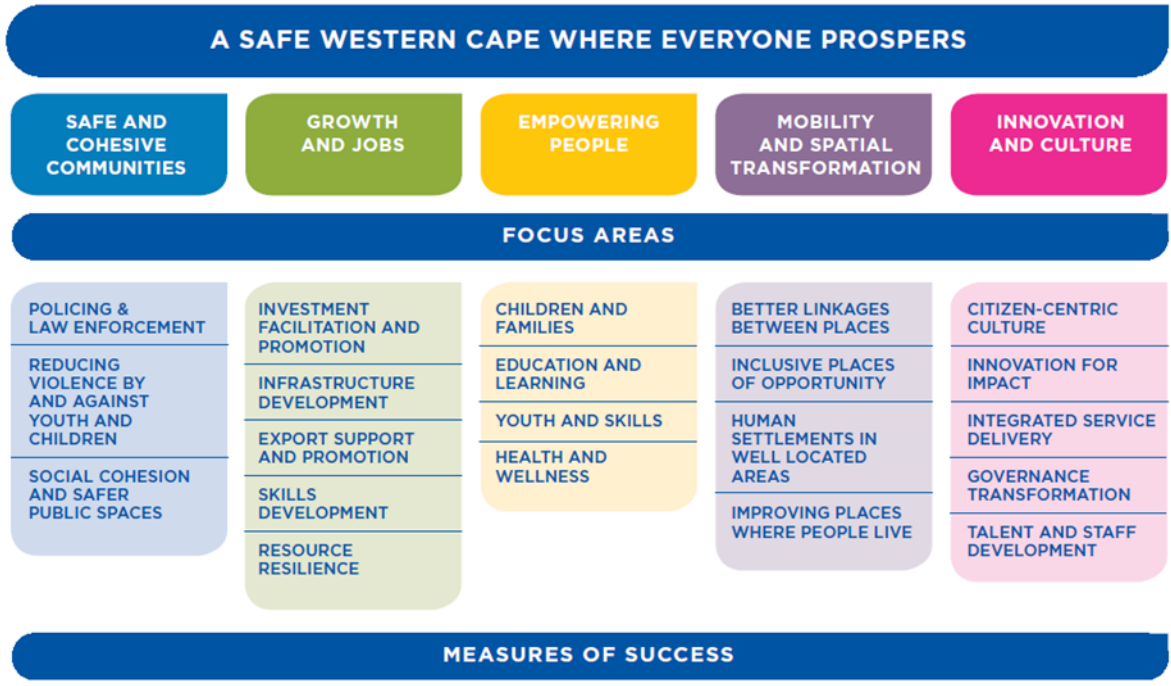 A SAFE WESTERN CAPE WHERE EVERYONE PROSPERS
SAFE AND
COHESIVE
COMMUNITIES
GROWTH
AND JOBS
EMPOWERING
PEOPLE
MOBILITY
AND SPATIAL
TRANSFORMATION
INNOVATION
AND CULTURE
FOCUS AREAS
POLICING &
LAW ENFORCEMENT
REDUCING
VIOLENCE BY
AND AGAINST
YOUTH AND
CHILDREN
SOCIAL COHESION
AND SAFER
PUBLIC SPACES
INVESTMENT
FACILITATION AND
PROMOTION
INFRASTRUCTURE
DEVELOPMENT
EXPORT SUPPORT
AND PROMOTION
SKILLS
DEVELOPMENT
RESOURCE
RESILIENCE
CHILDREN AND
FAMILIES
EDUCATION AND
LEARNING
YOUTH AND SKILLS
HEALTH AND
WELLNESS
BETTER LINKAGES
BETWEEN PLACES
INCLUSIVE PLACES
OF OPPORTUNITY
HUMAN
SETTLEMENTS IN
WELL LOCATED
AREAS
IMPROVING PLACES
WHERE PEOPLE LIVE
CITIZEN-CENTRIC
CULTURE
INNOVATION FOR
IMPACT
INTEGRATED SERVICE
DELIVERY
GOVERNANCE
TRANSFORMATION
TALENT AND STAFF
DEVELOPMENT
MEASURES OF SUCCESS